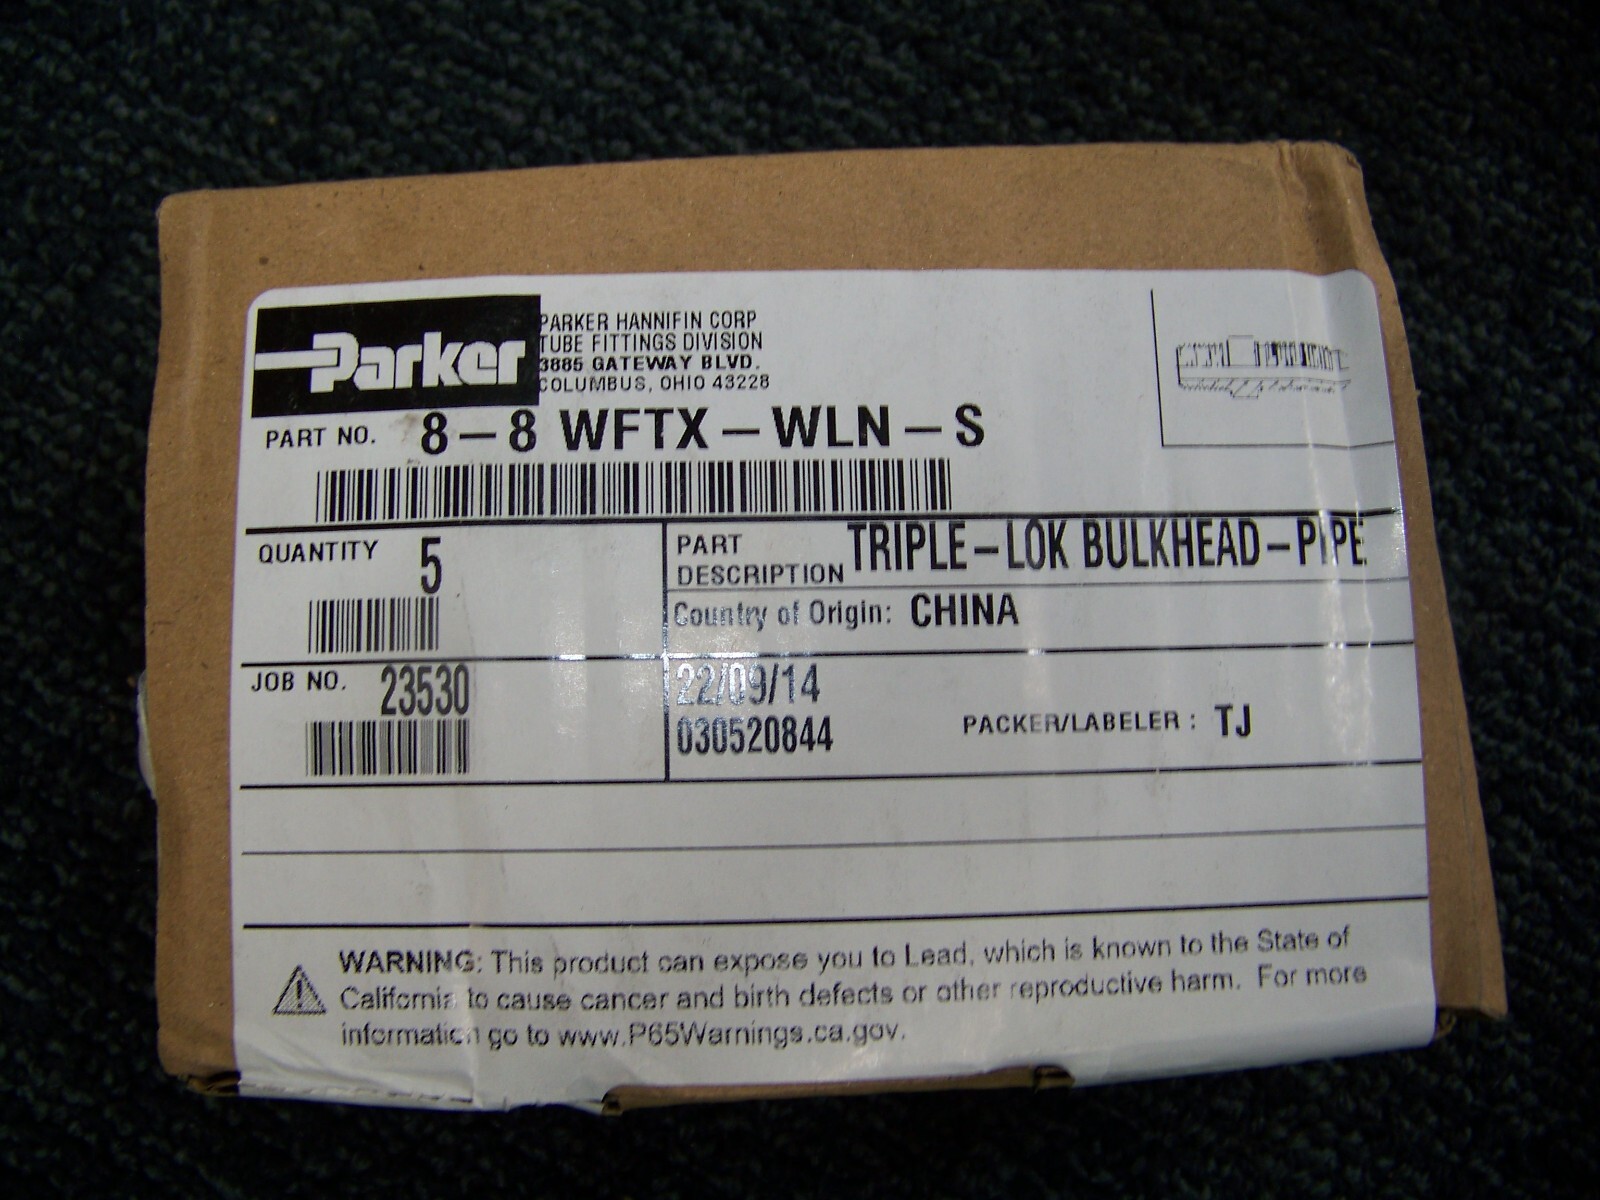 Parker
PARKER HANNIFIN CORP
TUBE FITTINGS DIVISION
3885 GATEWAY BLVD.
COLUMBUS, OHIO 43228
PART NO. 8-8 WFTX-WLN-S
QUANTITY 5
PART DESCRIPTION TRIPLE-LOK BULKHEAD-PIPE
Country of Origin: CHINA
JOB NO. 23530
22/09/14
030520844
PACKER/LABELER : TJ
WARNING: This product can expose you to Lead, which is known to the State of
California to cause cancer and birth defects or other reproductive harm. For more
information go to www.P65Warnings.ca.gov.